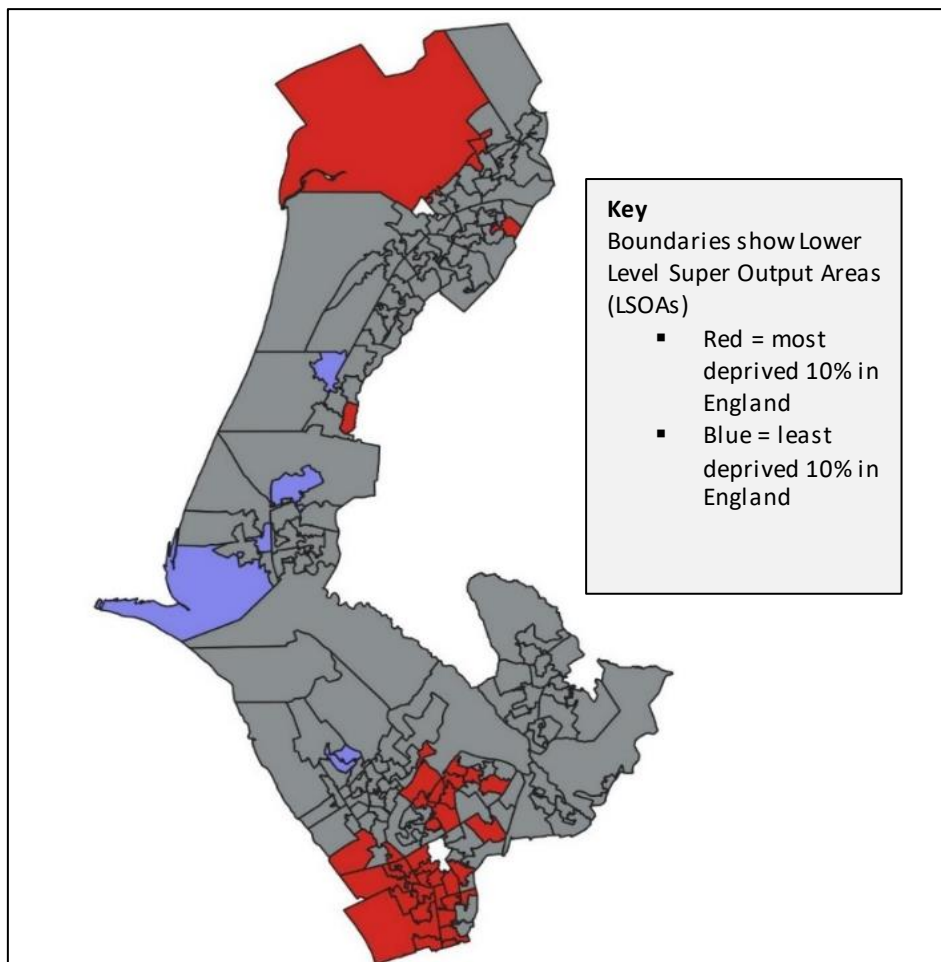 Key
Boundaries show Lower
Level Super Output Areas
(LSOAs)
▪ Red = most
deprived 10% in
England
▪ Blue = least
deprived 10% in
England